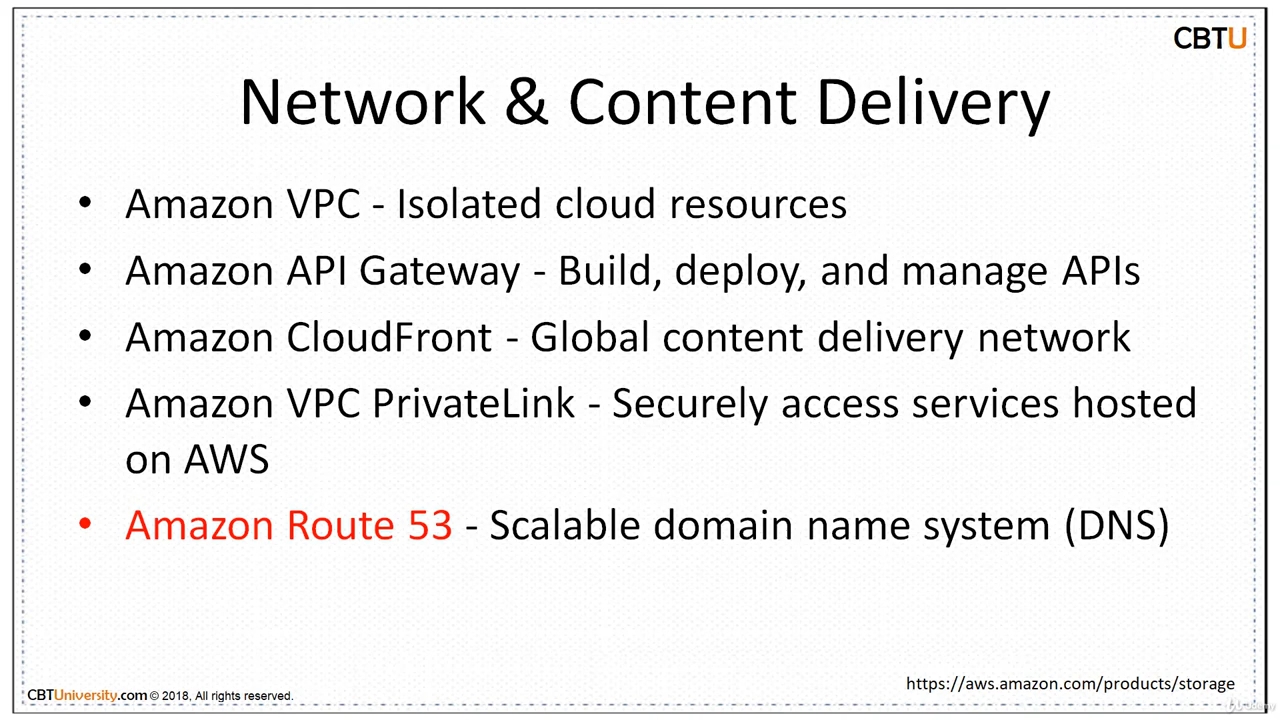 CBTU
Network & Content Delivery
• Amazon VPC - Isolated cloud resources
• Amazon API Gateway - Build, deploy, and manage APIs
• Amazon CloudFront - Global content delivery network
• Amazon VPC PrivateLink - Securely access services hosted
on AWS
• Amazon Route 53 - Scalable domain name system (DNS)
https://aws.amazon.com/products/storage
CBTUniversity.com © 2018, All rights reserved.